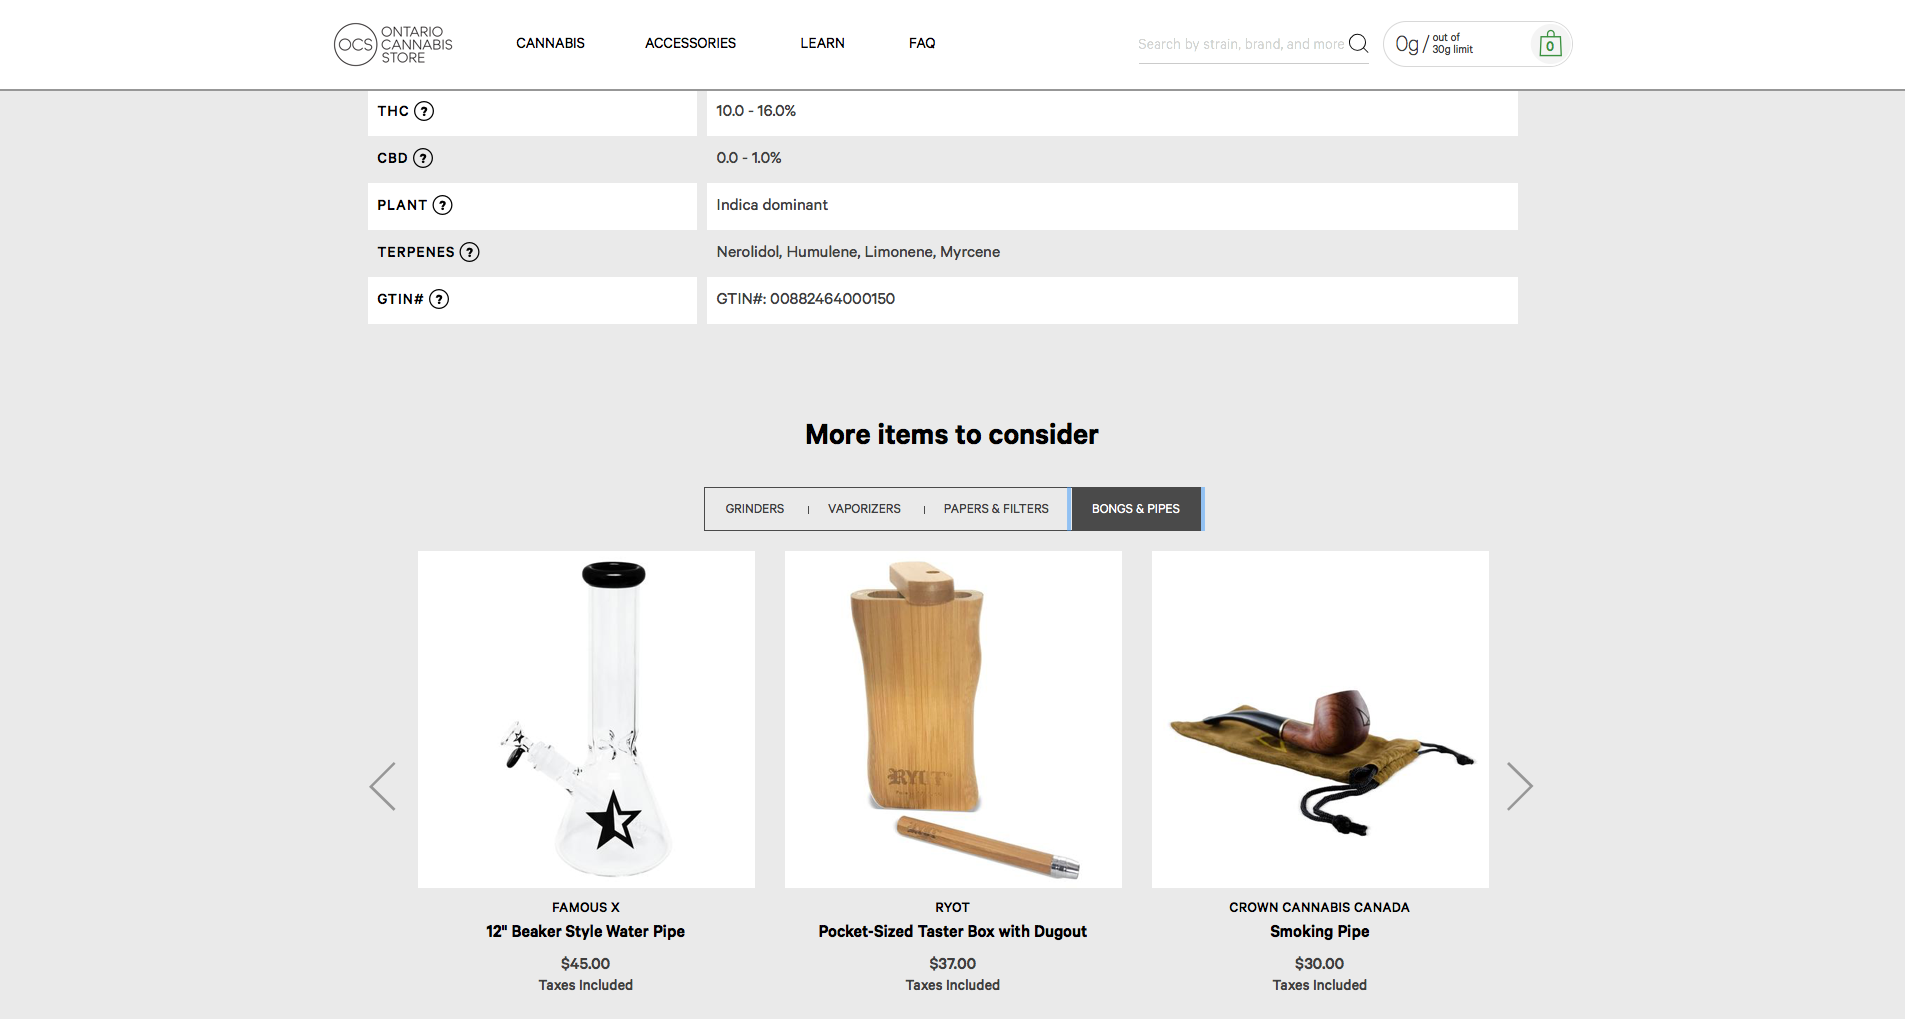 OCS ONTARIO
CANNABIS
STORE
CANNABIS
ACCESSORIES
LEARN
FAQ
Search by strain, brand, and more
0g / out of
30g limit
0
THC ?
10.0 - 16.0%
CBD ?
0.0 - 1.0%
PLANT ?
Indica dominant
TERPENES ?
Nerolidol, Humulene, Limonene, Myrcene
GTIN# ?
GTIN#: 00882464000150
More items to consider
GRINDERS | VAPORIZERS | PAPERS & FILTERS BONGS & PIPES
RYOT
RYOT
FAMOUS X
12" Beaker Style Water Pipe
$45.00
Taxes Included
RYOT
Pocket-Sized Taster Box with Dugout
$37.00
Taxes Included
CROWN CANNABIS CANADA
Smoking Pipe
$30.00
Taxes Included